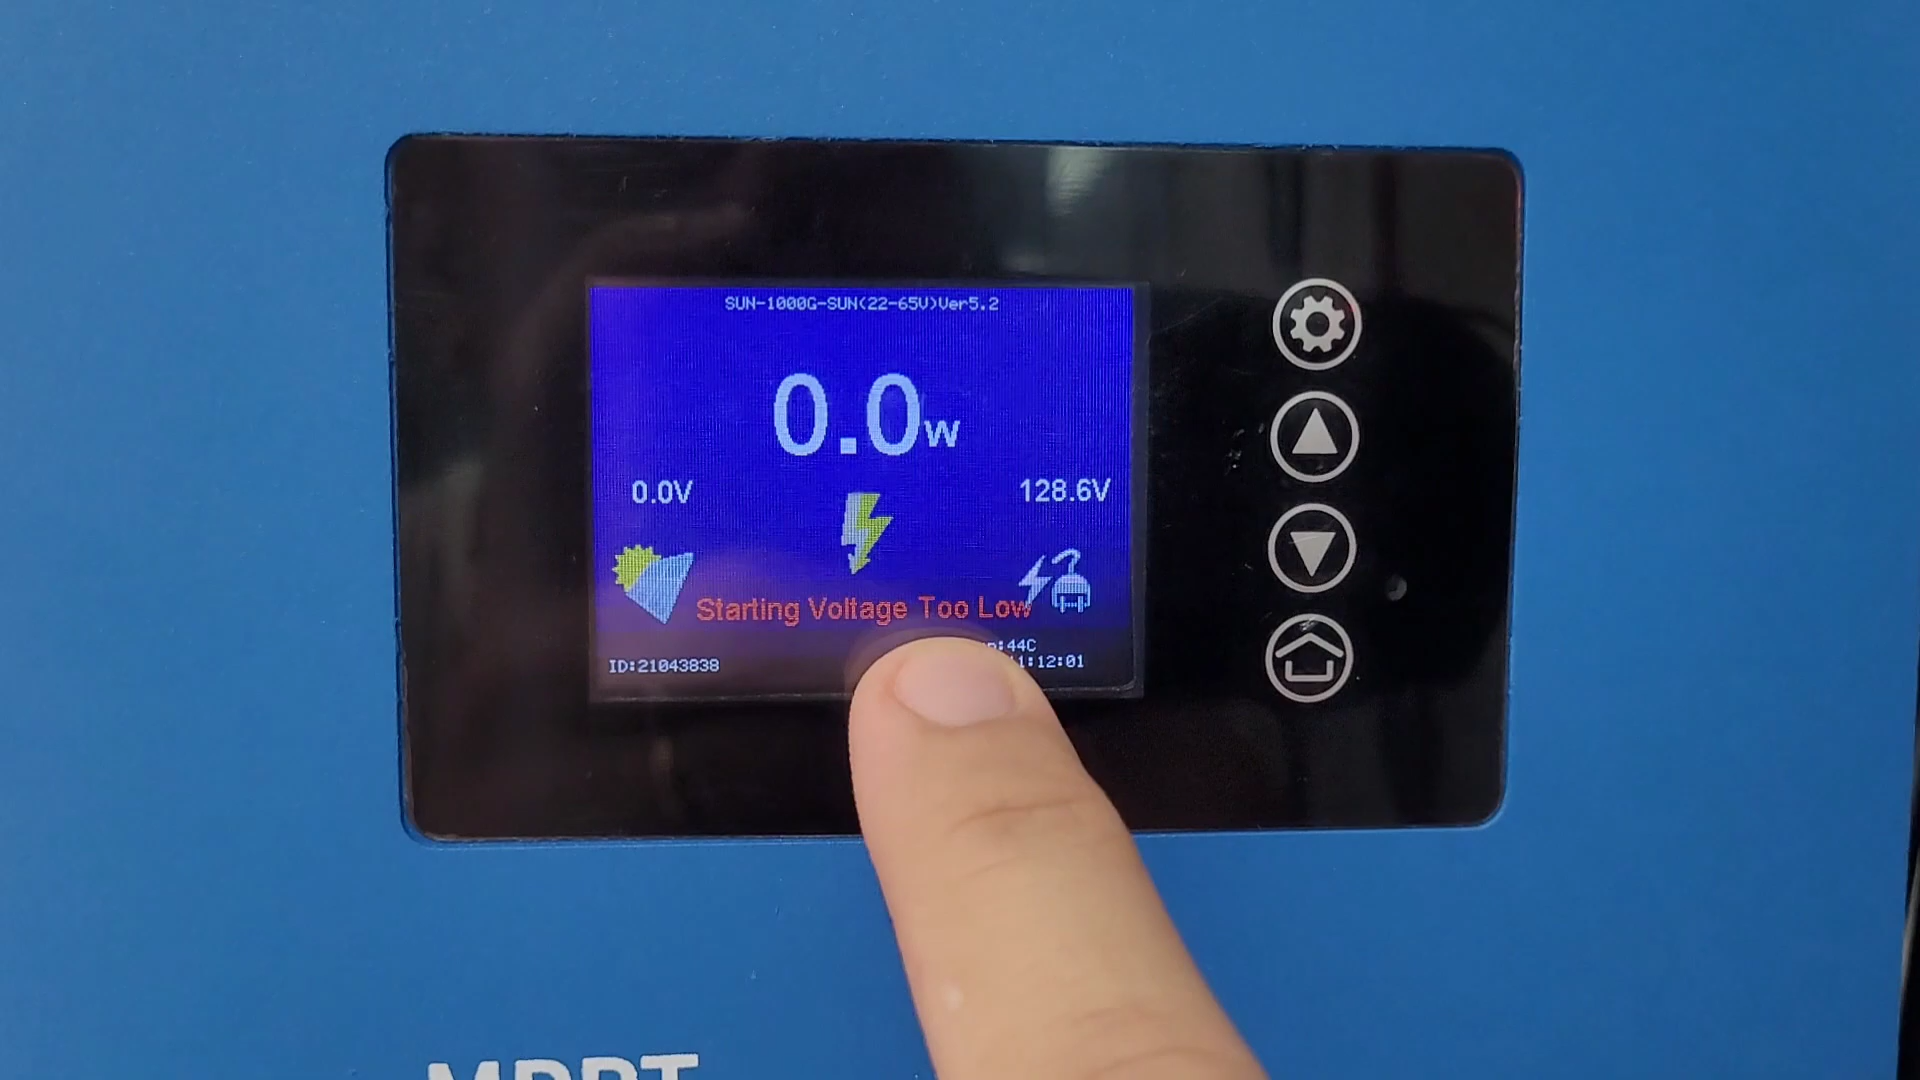 SUN-1000G-SUN(22-65V)Ver5.2
0.0W
0.0V
128.6V
Starting Voltage Too Low
:44C
ID:21043838
1:12:01
MPPT